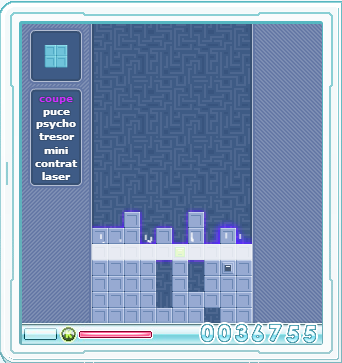 coupe
puce
psycho
tresor
mini
contrat
laser
0036755